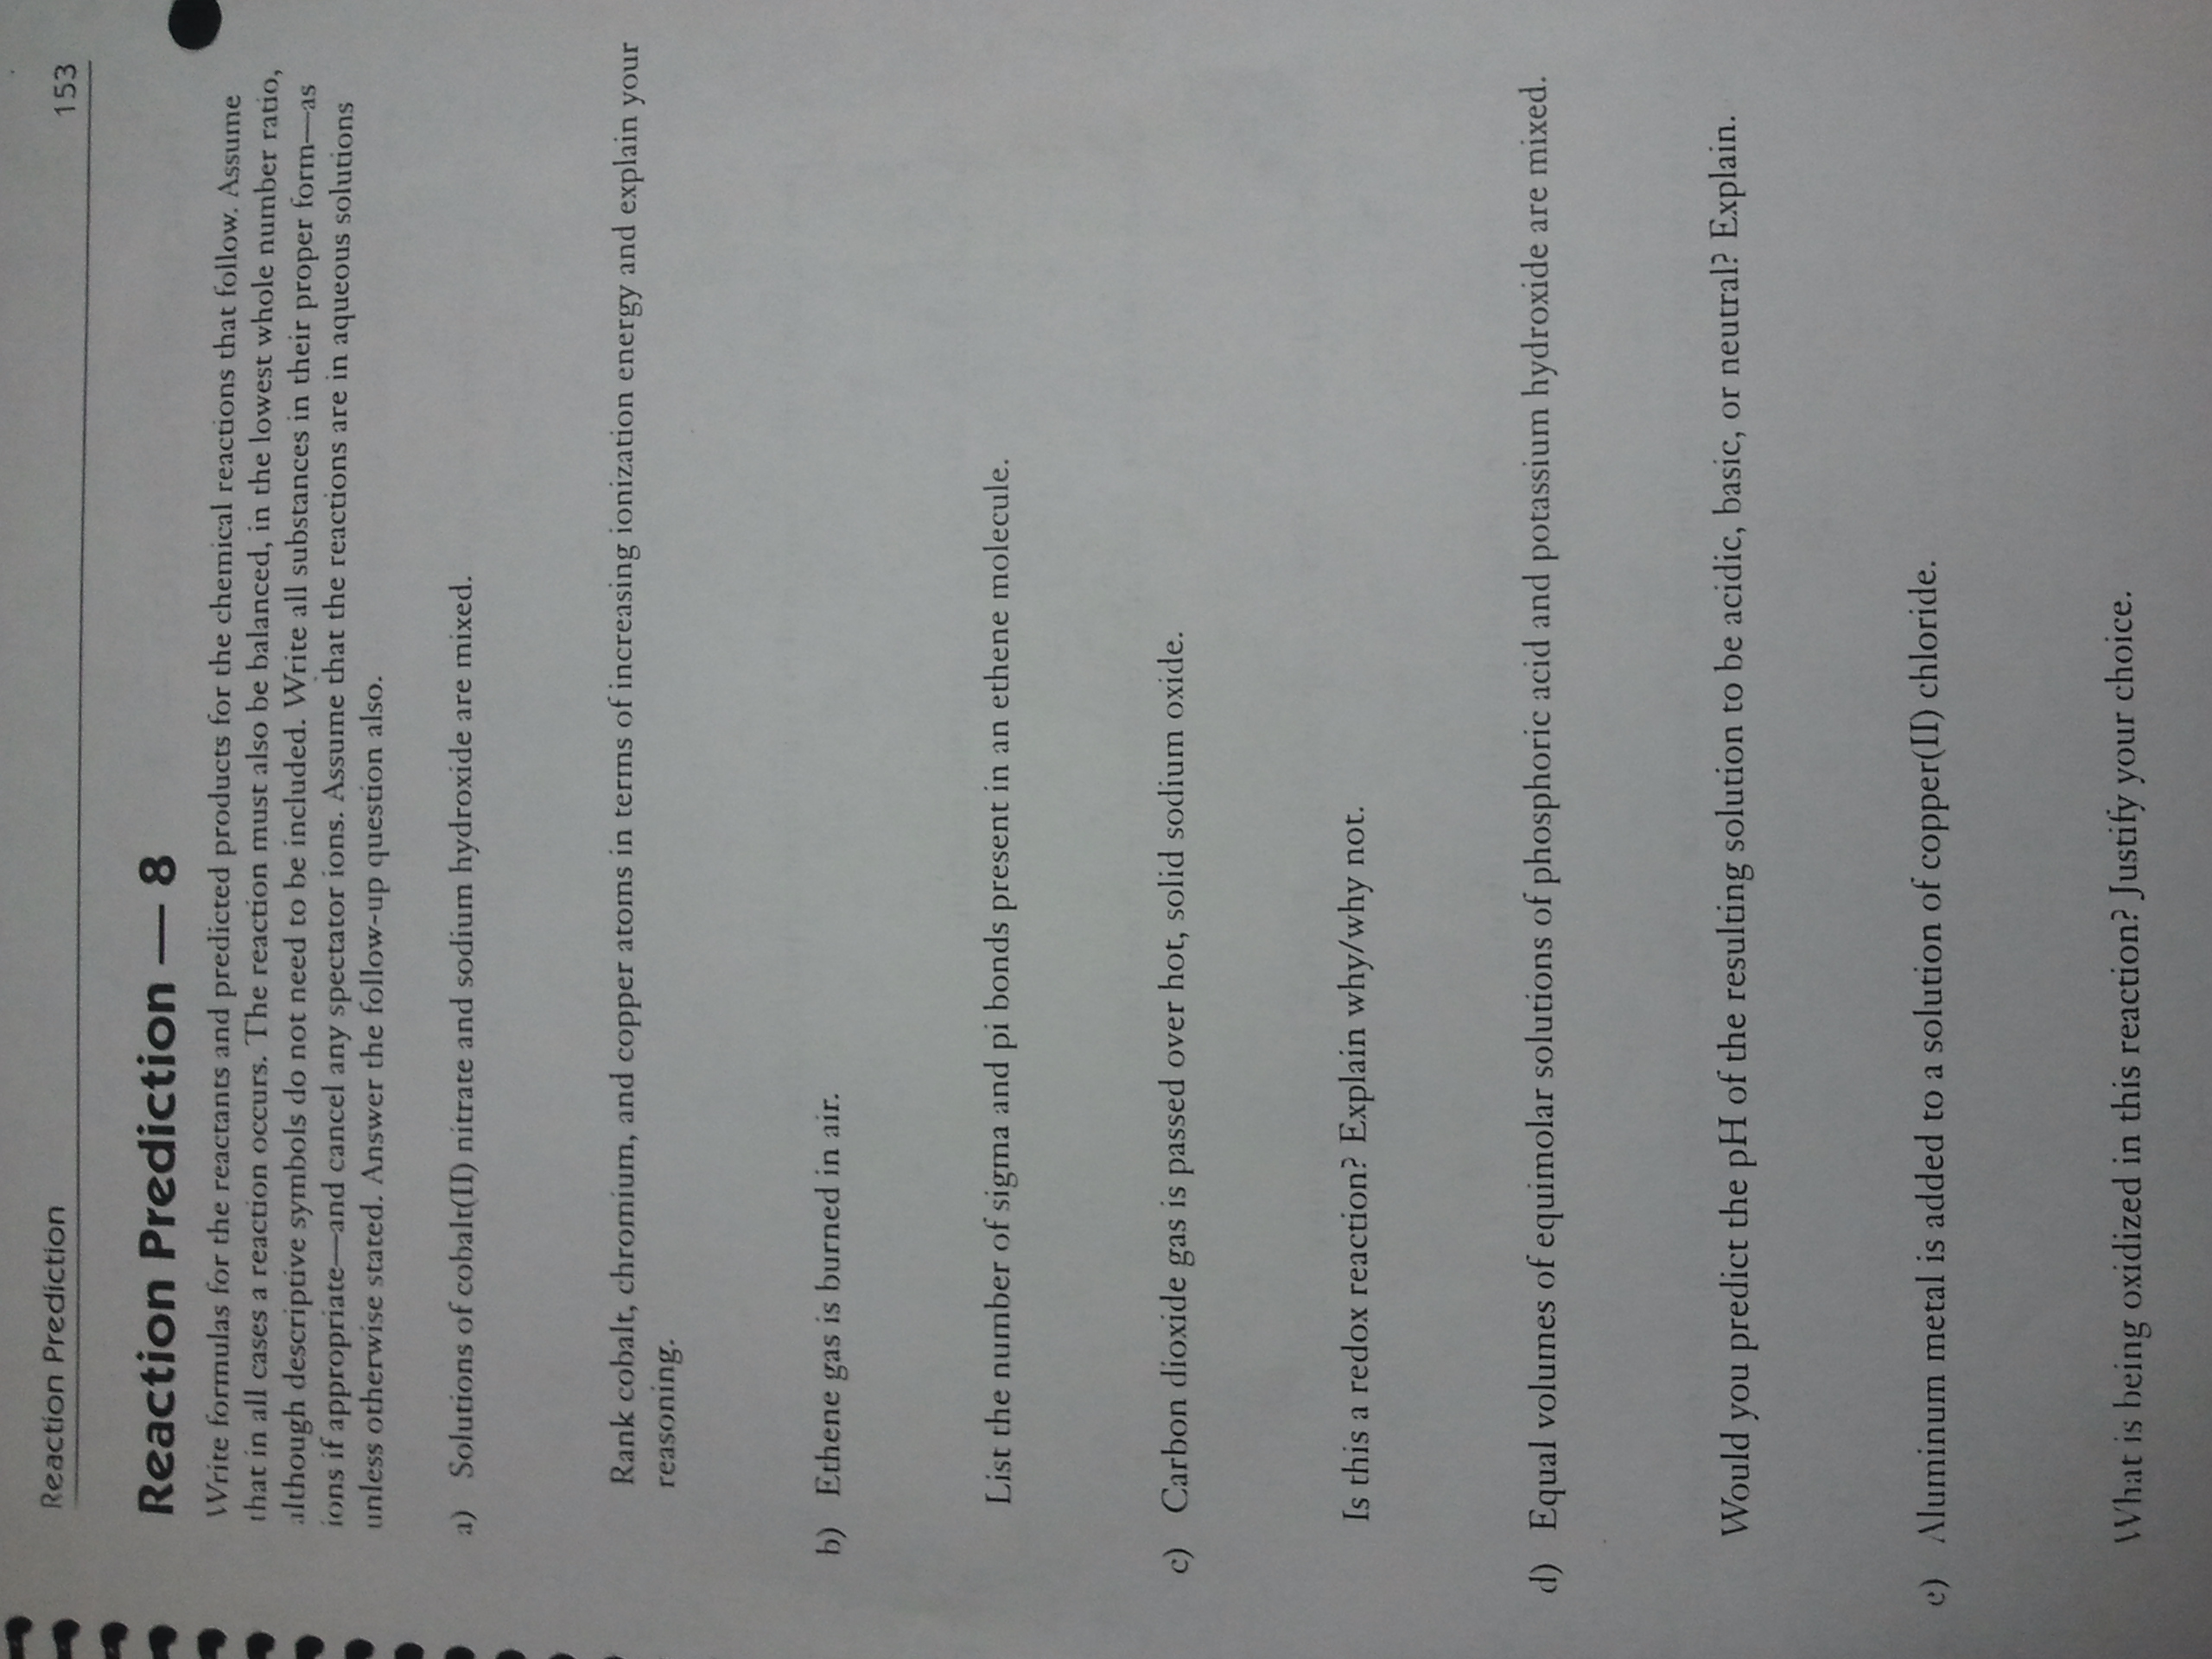 Reaction Prediction 153
Reaction Prediction — 8
Write formulas for the reactants and predicted products for the chemical reactions that follow. Assume
that in all cases a reaction occurs. The reaction must also be balanced, in the lowest whole number ratio,
although descriptive symbols do not need to be included. Write all substances in their proper form—as
ions if appropriate—and cancel any spectator ions. Assume that the reactions are in aqueous solutions
unless otherwise stated. Answer the follow-up question also.
a) Solutions of cobalt(II) nitrate and sodium hydroxide are mixed.
Rank cobalt, chromium, and copper atoms in terms of increasing ionization energy and explain your
reasoning.
b) Ethene gas is burned in air.
List the number of sigma and pi bonds present in an ethene molecule.
c) Carbon dioxide gas is passed over hot, solid sodium oxide.
Is this a redox reaction? Explain why/why not.
d) Equal volumes of equimolar solutions of phosphoric acid and potassium hydroxide are mixed.
Would you predict the pH of the resulting solution to be acidic, basic, or neutral? Explain.
e) Aluminum metal is added to a solution of copper(II) chloride.
What is being oxidized in this reaction? Justify your choice.